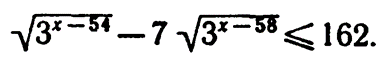 √3^{x−54} − 7 √3^{x−58} ⩽ 162.